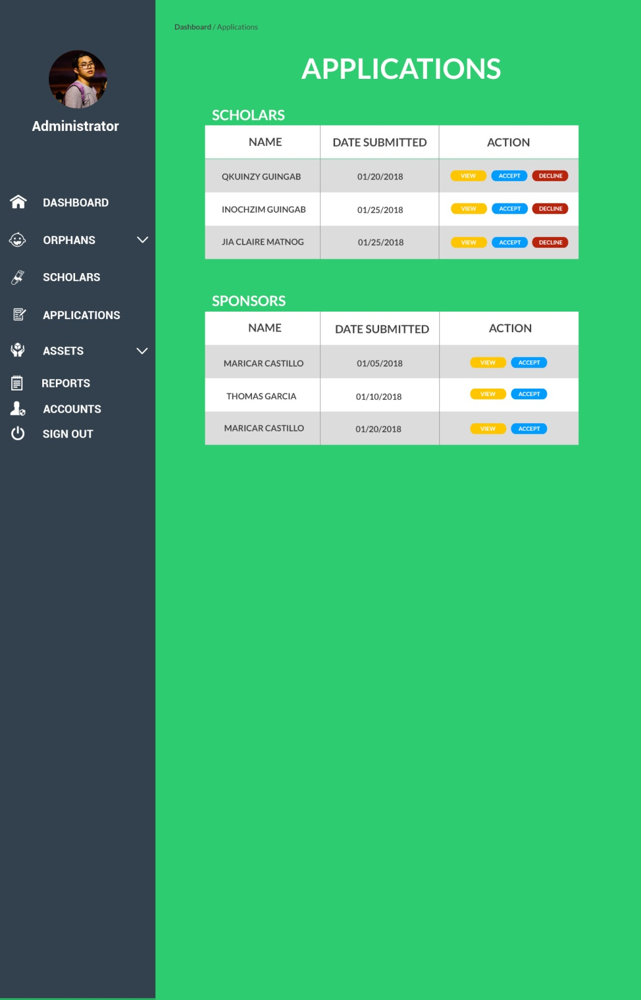 Dashboard / Applications
APPLICATIONS
Administrator
DASHBOARD
ORPHANS
SCHOLARS
APPLICATIONS
ASSETS
REPORTS
ACCOUNTS
SIGN OUT
SCHOLARS
NAME DATE SUBMITTED ACTION
QKUINZY GUINGAB 01/20/2018 VIEW ACCEPT DECLINE
INOCHZIM GUINGAB 01/25/2018 VIEW ACCEPT DECLINE
JIA CLAIRE MATNOG 01/25/2018 VIEW ACCEPT DECLINE
SPONSORS
NAME DATE SUBMITTED ACTION
MARICAR CASTILLO 01/05/2018 VIEW ACCEPT
THOMAS GARCIA 01/10/2018 VIEW ACCEPT
MARICAR CASTILLO 01/20/2018 VIEW ACCEPT